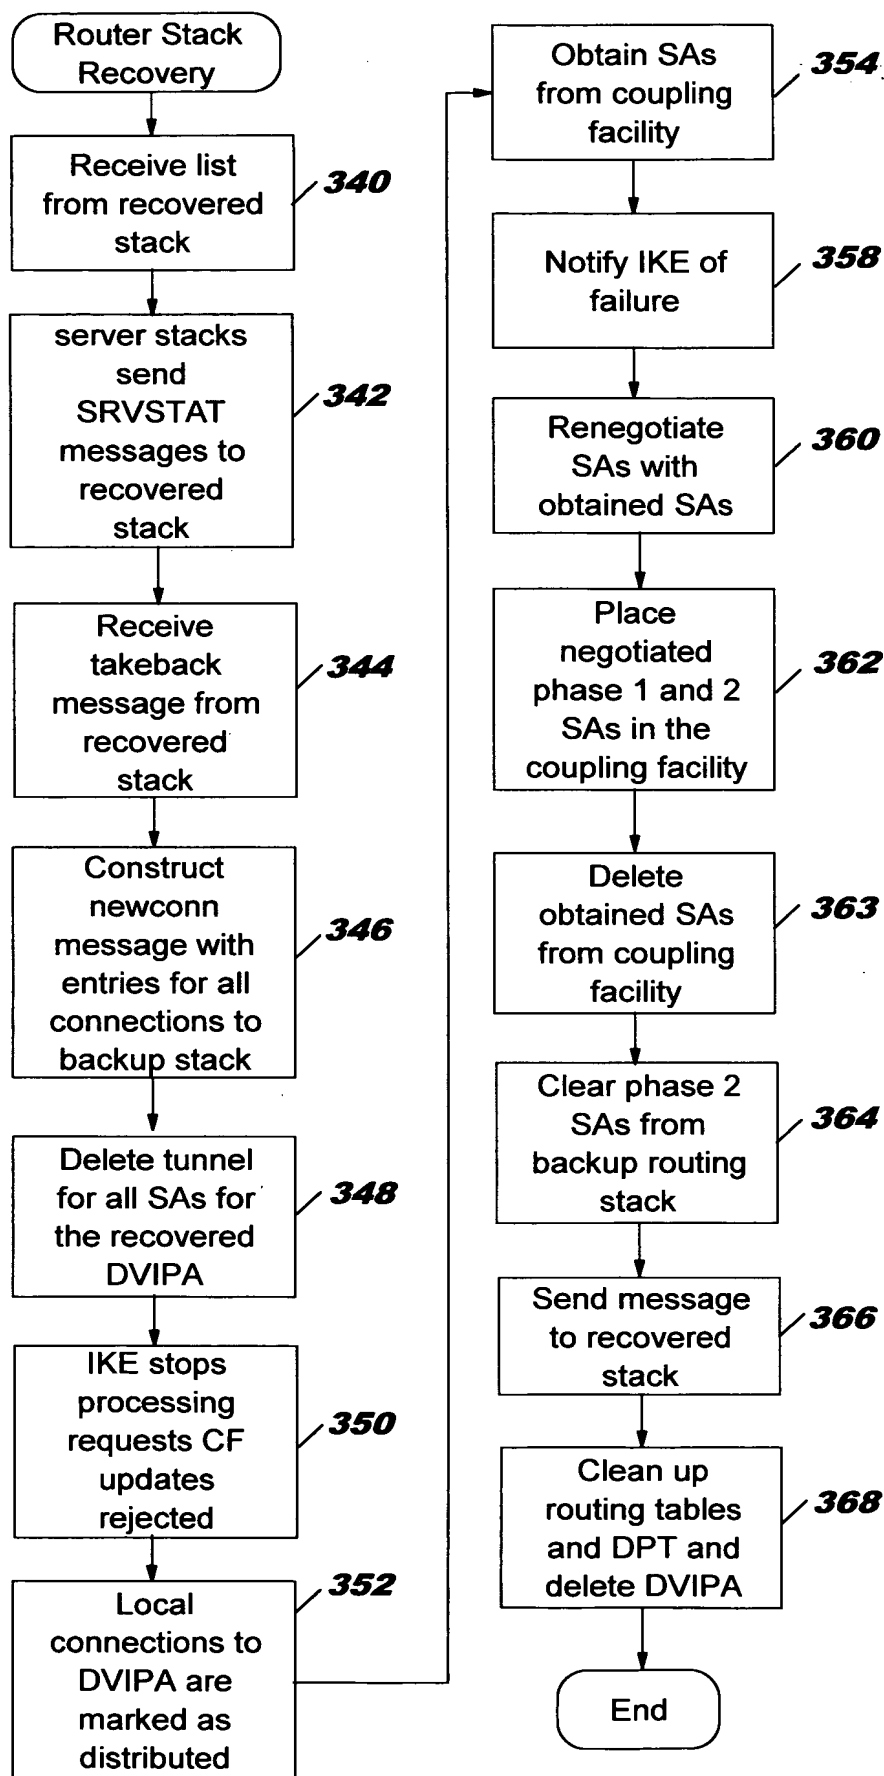 Router Stack
Recovery
Receive list
from recovered
stack
340
server stacks
send
SRVSTAT
messages to
recovered
stack
342
Receive
takeback
message from
recovered
stack
344
Construct
newconn
message with
entries for all
connections to
backup stack
346
Delete tunnel
for all SAs for
the recovered
DVIPA
348
IKE stops
processing
requests CF
updates
rejected
350
Local
connections to
DVIPA are
marked as
distributed
352
Obtain SAs
from coupling
facility
354
Notify IKE of
failure
358
Renegotiate
SAs with
obtained SAs
360
Place
negotiated
phase 1 and 2
SAs in the
coupling facility
362
Delete
obtained SAs
from coupling
facility
363
Clear phase 2
SAs from
backup routing
stack
364
Send message
to recovered
stack
366
Clean up
routing tables
and DPT and
delete DVIPA
368
End